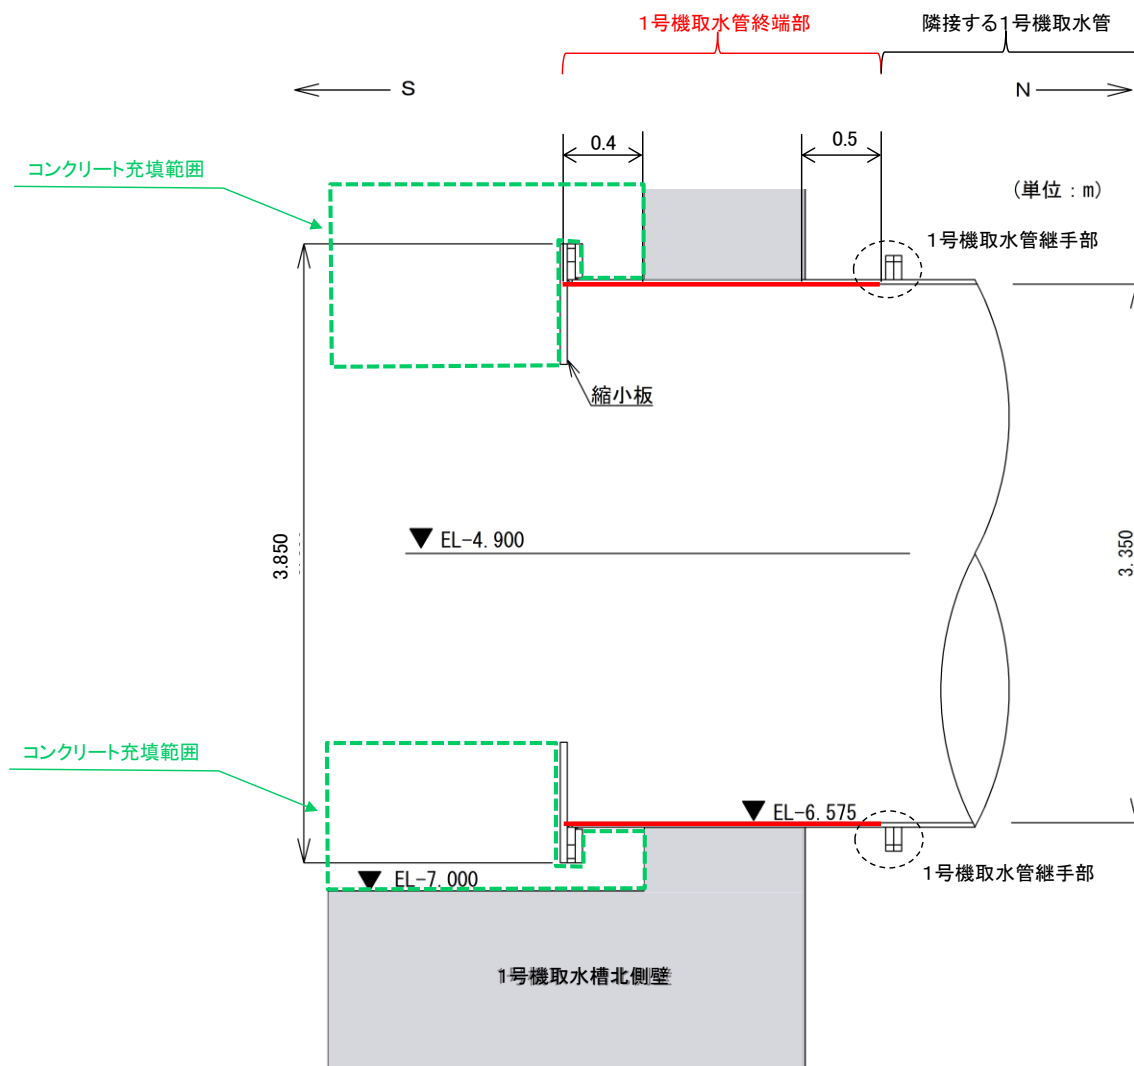 1号機取水管終端部
隣接する1号機取水管
S
N
0.4
0.5
コンクリート充填範囲
(単位：m)
1号機取水管継手部
縮小板
EL-4.900
3.850
3.350
コンクリート充填範囲
EL-6.575
1号機取水管継手部
EL-7.000
1号機取水槽北側壁